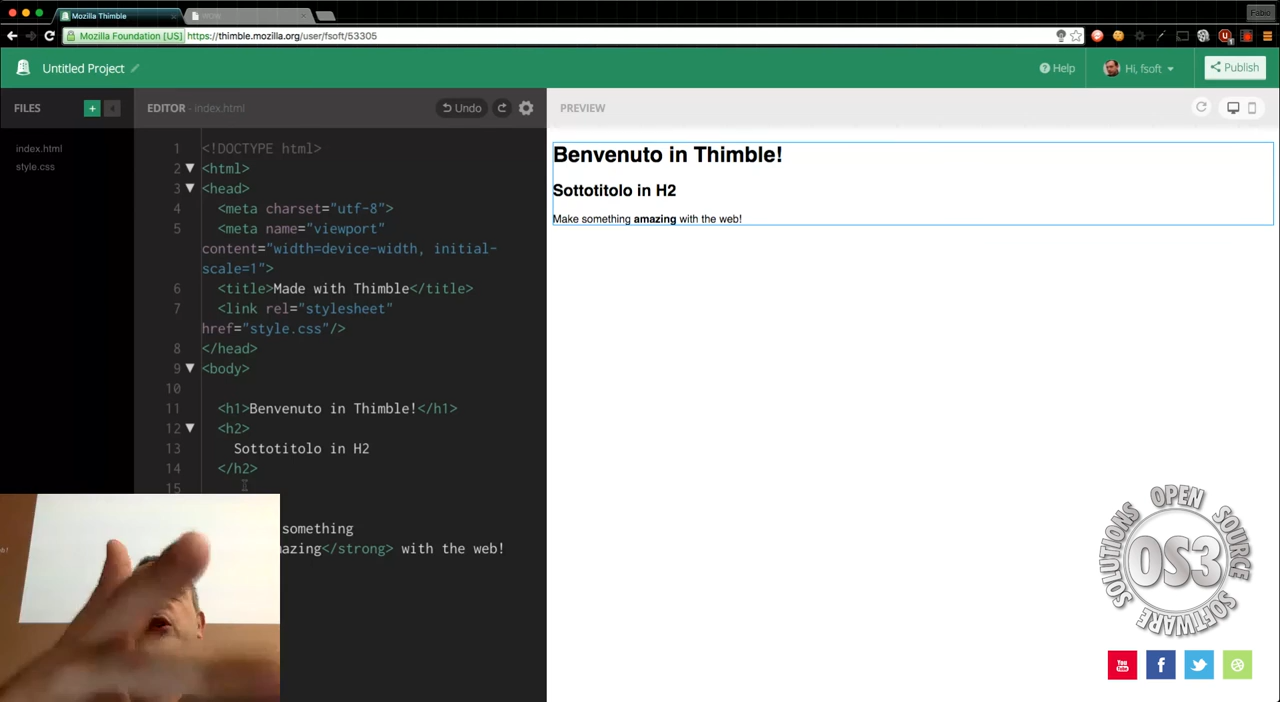 Mozilla Thimble
Fabio
Mozilla Foundation [US] https://thimble.mozilla.org/user/fsoft/53305
Untitled Project
Help
Hi, fsoft
Publish
FILES
index.html
style.css
EDITOR - index.html
Undo
1 <!DOCTYPE html>
2 <html>
3 <head>
4 <meta charset="utf-8">
5 <meta name="viewport"
content="width=device-width, initial-
scale=1">
6 <title>Made with Thimble</title>
7 <link rel="stylesheet"
href="style.css"/>
8 </head>
9 <body>
10
11 <h1>Benvenuto in Thimble!</h1>
12 <h2>
13 Sottotitolo in H2
14 </h2>
15
something
mazing</strong> with the web!
PREVIEW
Benvenuto in Thimble!
Sottotitolo in H2
Make something amazing with the web!
OPEN SOURCE
SOFTWARE SOLUTIONS
OS3
You Tube